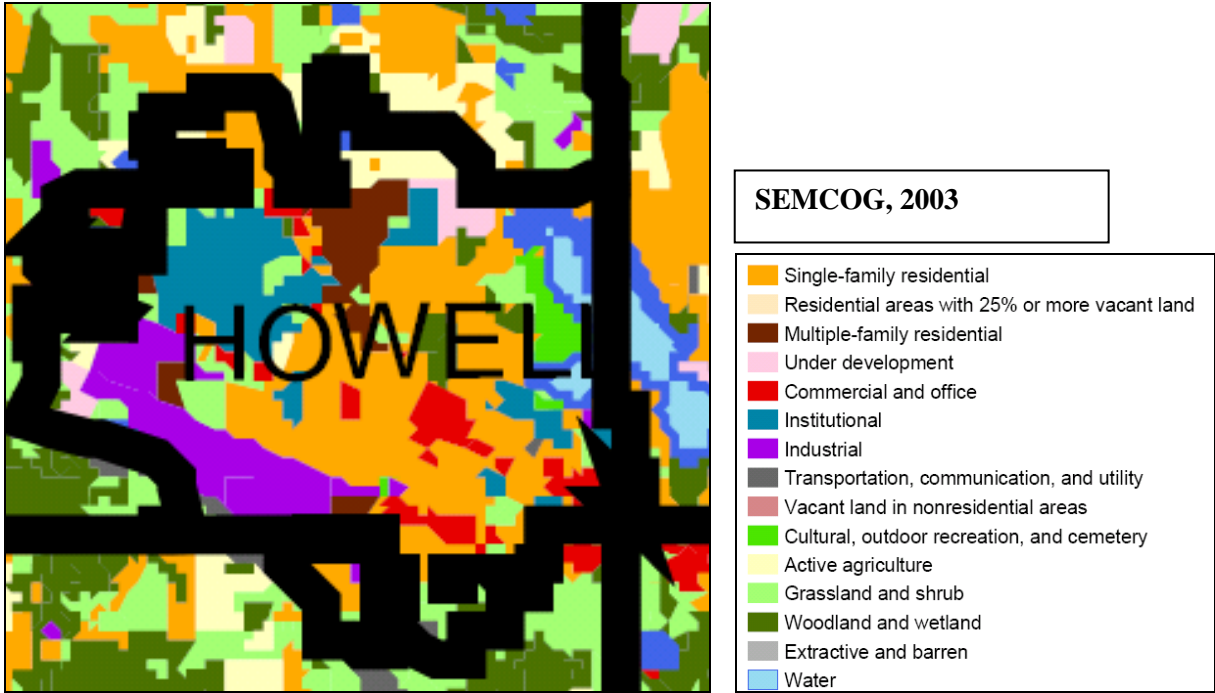 HOWELL
SEMCOG, 2003
Single-family residential
Residential areas with 25% or more vacant land
Multiple-family residential
Under development
Commercial and office
Institutional
Industrial
Transportation, communication, and utility
Vacant land in nonresidential areas
Cultural, outdoor recreation, and cemetery
Active agriculture
Grassland and shrub
Woodland and wetland
Extractive and barren
Water